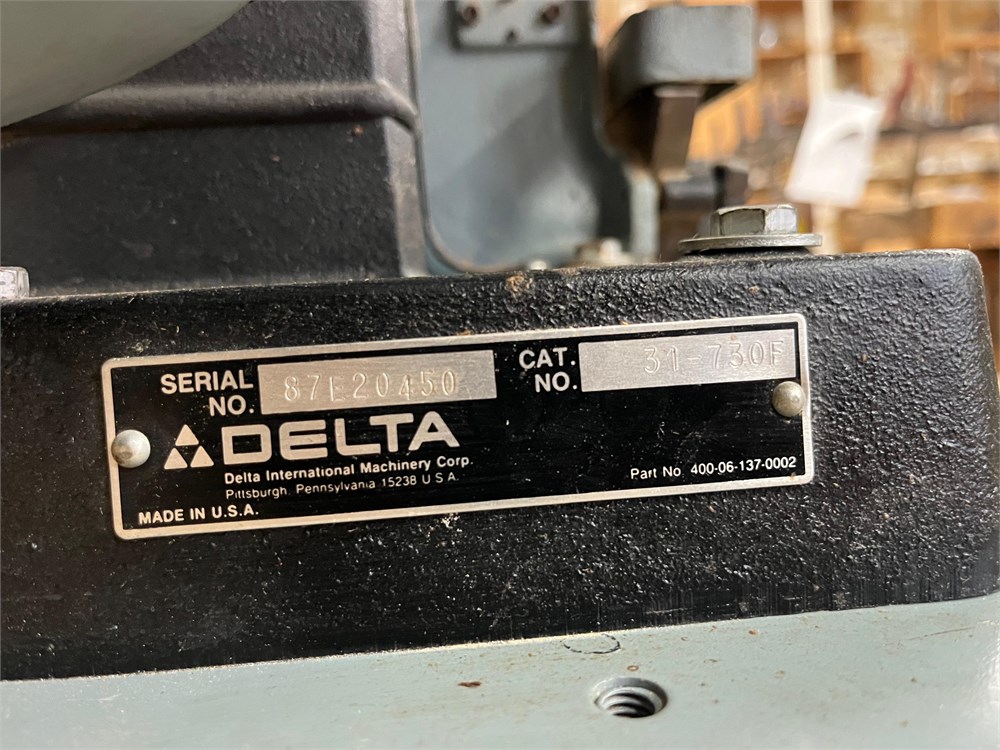 SERIAL NO. 87E20450
CAT. NO. 31-730F
DELTA
Delta International Machinery Corp.
Pittsburgh, Pennsylvania 15238 U S A.
Part No. 400-06-137-0002
MADE IN U.S.A.